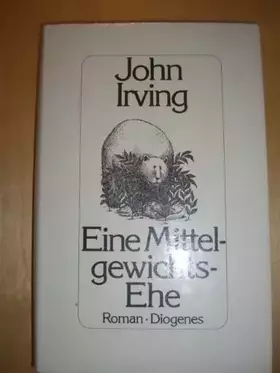 John
Irving
Eine Mittel-
gewichts-
Ehe
Roman · Diogenes